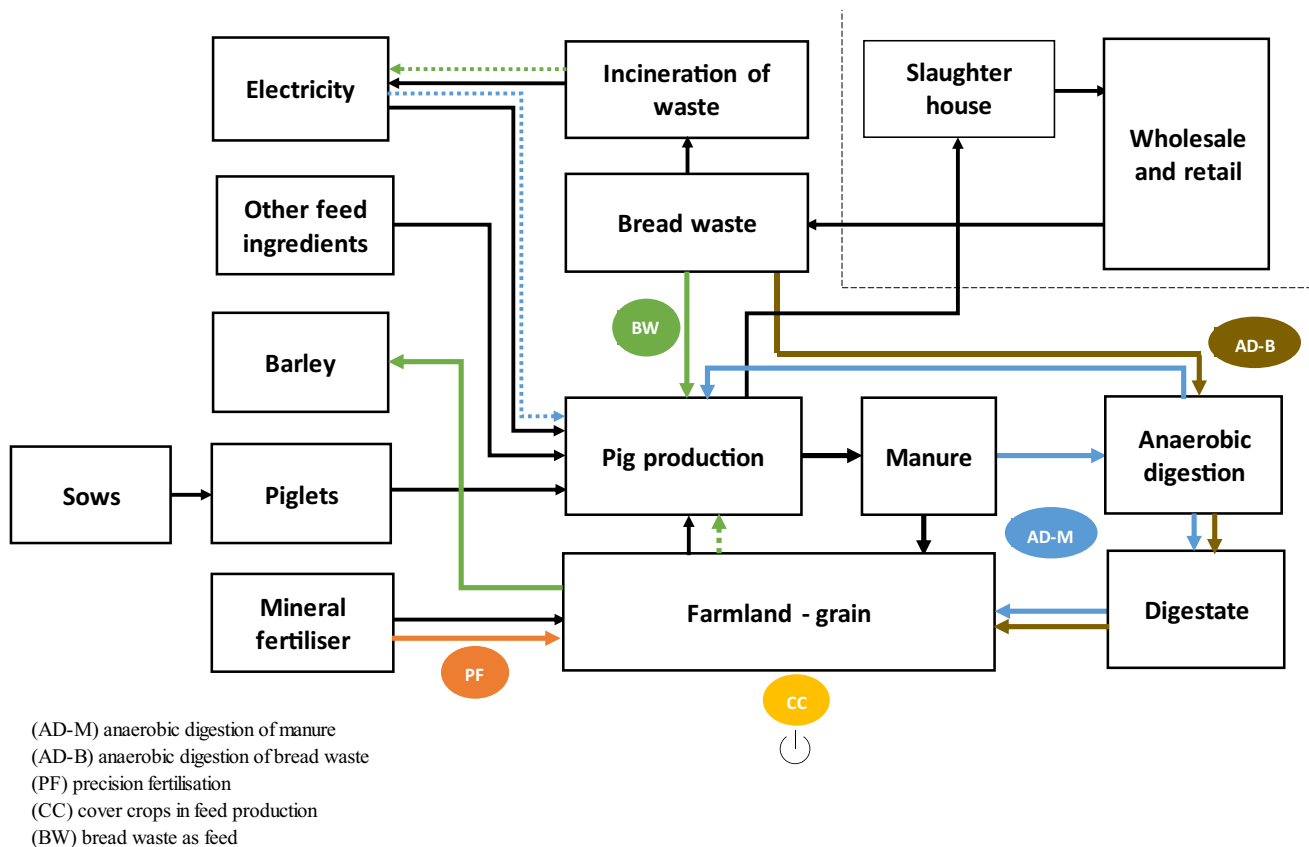 Electricity
Incineration of
waste
Slaughter
house
Wholesale
and retail
Other feed
ingredients
Bread waste
BW
AD-B
Barley
Sows
Piglets
Pig production
Manure
Anaerobic
digestion
AD-M
Mineral
fertiliser
Farmland - grain
Digestate
PF
CC
(AD-M) anaerobic digestion of manure
(AD-B) anaerobic digestion of bread waste
(PF) precision fertilisation
(CC) cover crops in feed production
(BW) bread waste as feed